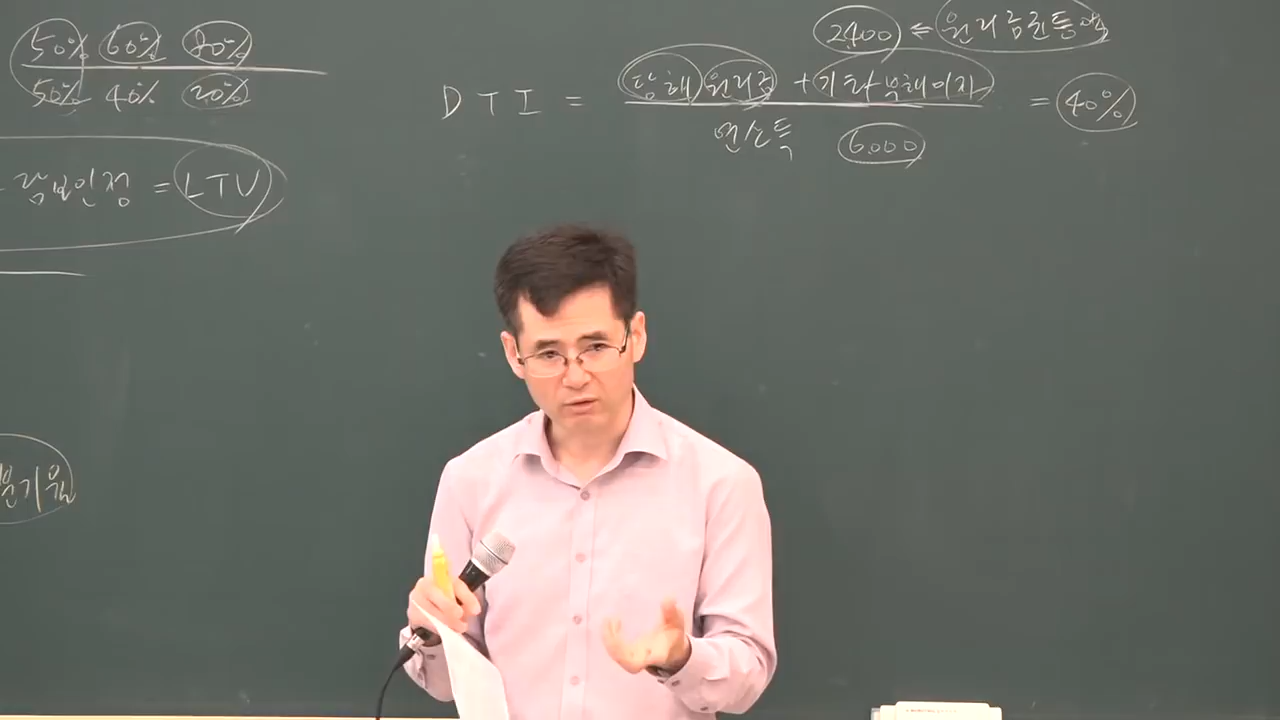 50% 60% 80%
50% 40% 20%
담보인정 = LTV
2400 ⇐ 원리금균등액
DTI = 당해원리금 + 기타부채이자 = 40%
연소득 6.000